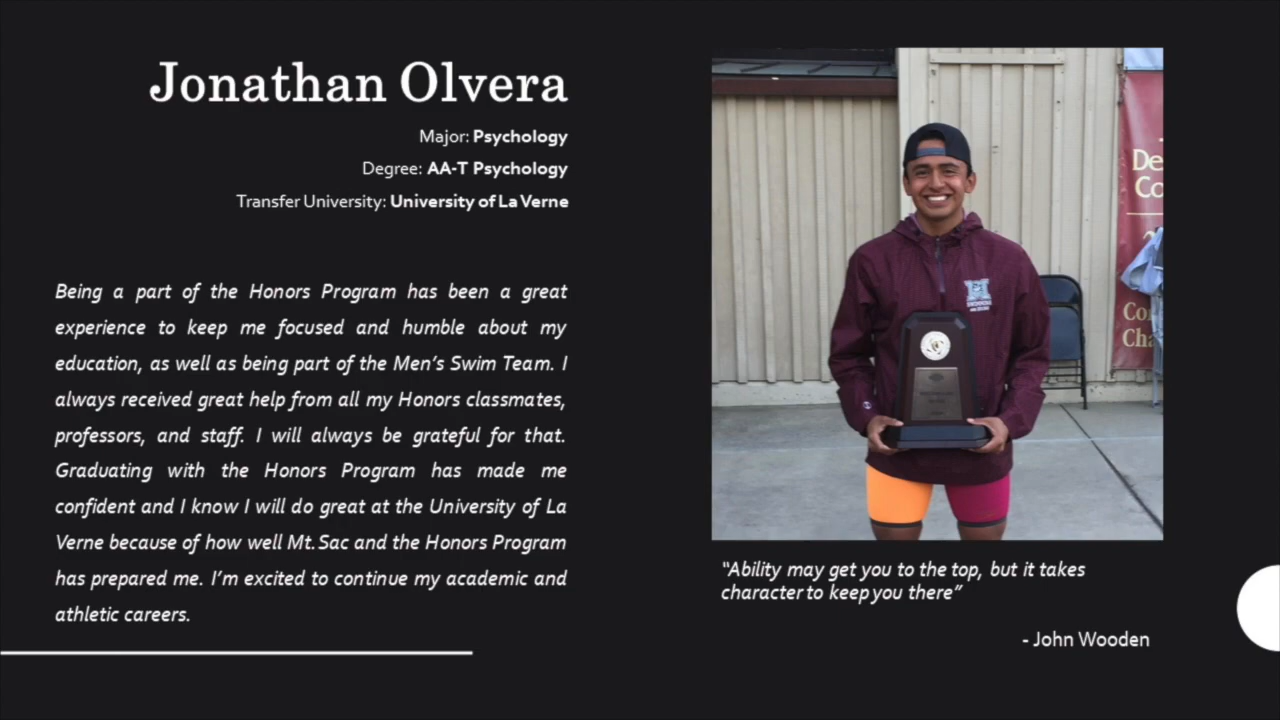 Jonathan Olvera
Major: Psychology
Degree: AA-T Psychology
Transfer University: University of La Verne
Being a part of the Honors Program has been a great
experience to keep me focused and humble about my
education, as well as being part of the Men's Swim Team. I
always received great help from all my Honors classmates,
professors, and staff. I will always be grateful for that.
Graduating with the Honors Program has made me
confident and I know I will do great at the University of La
Verne because of how well Mt.Sac and the Honors Program
has prepared me. I'm excited to continue my academic and
athletic careers.
De
Co
Co
Cha
"Ability may get you to the top, but it takes
character to keep you there"
- John Wooden